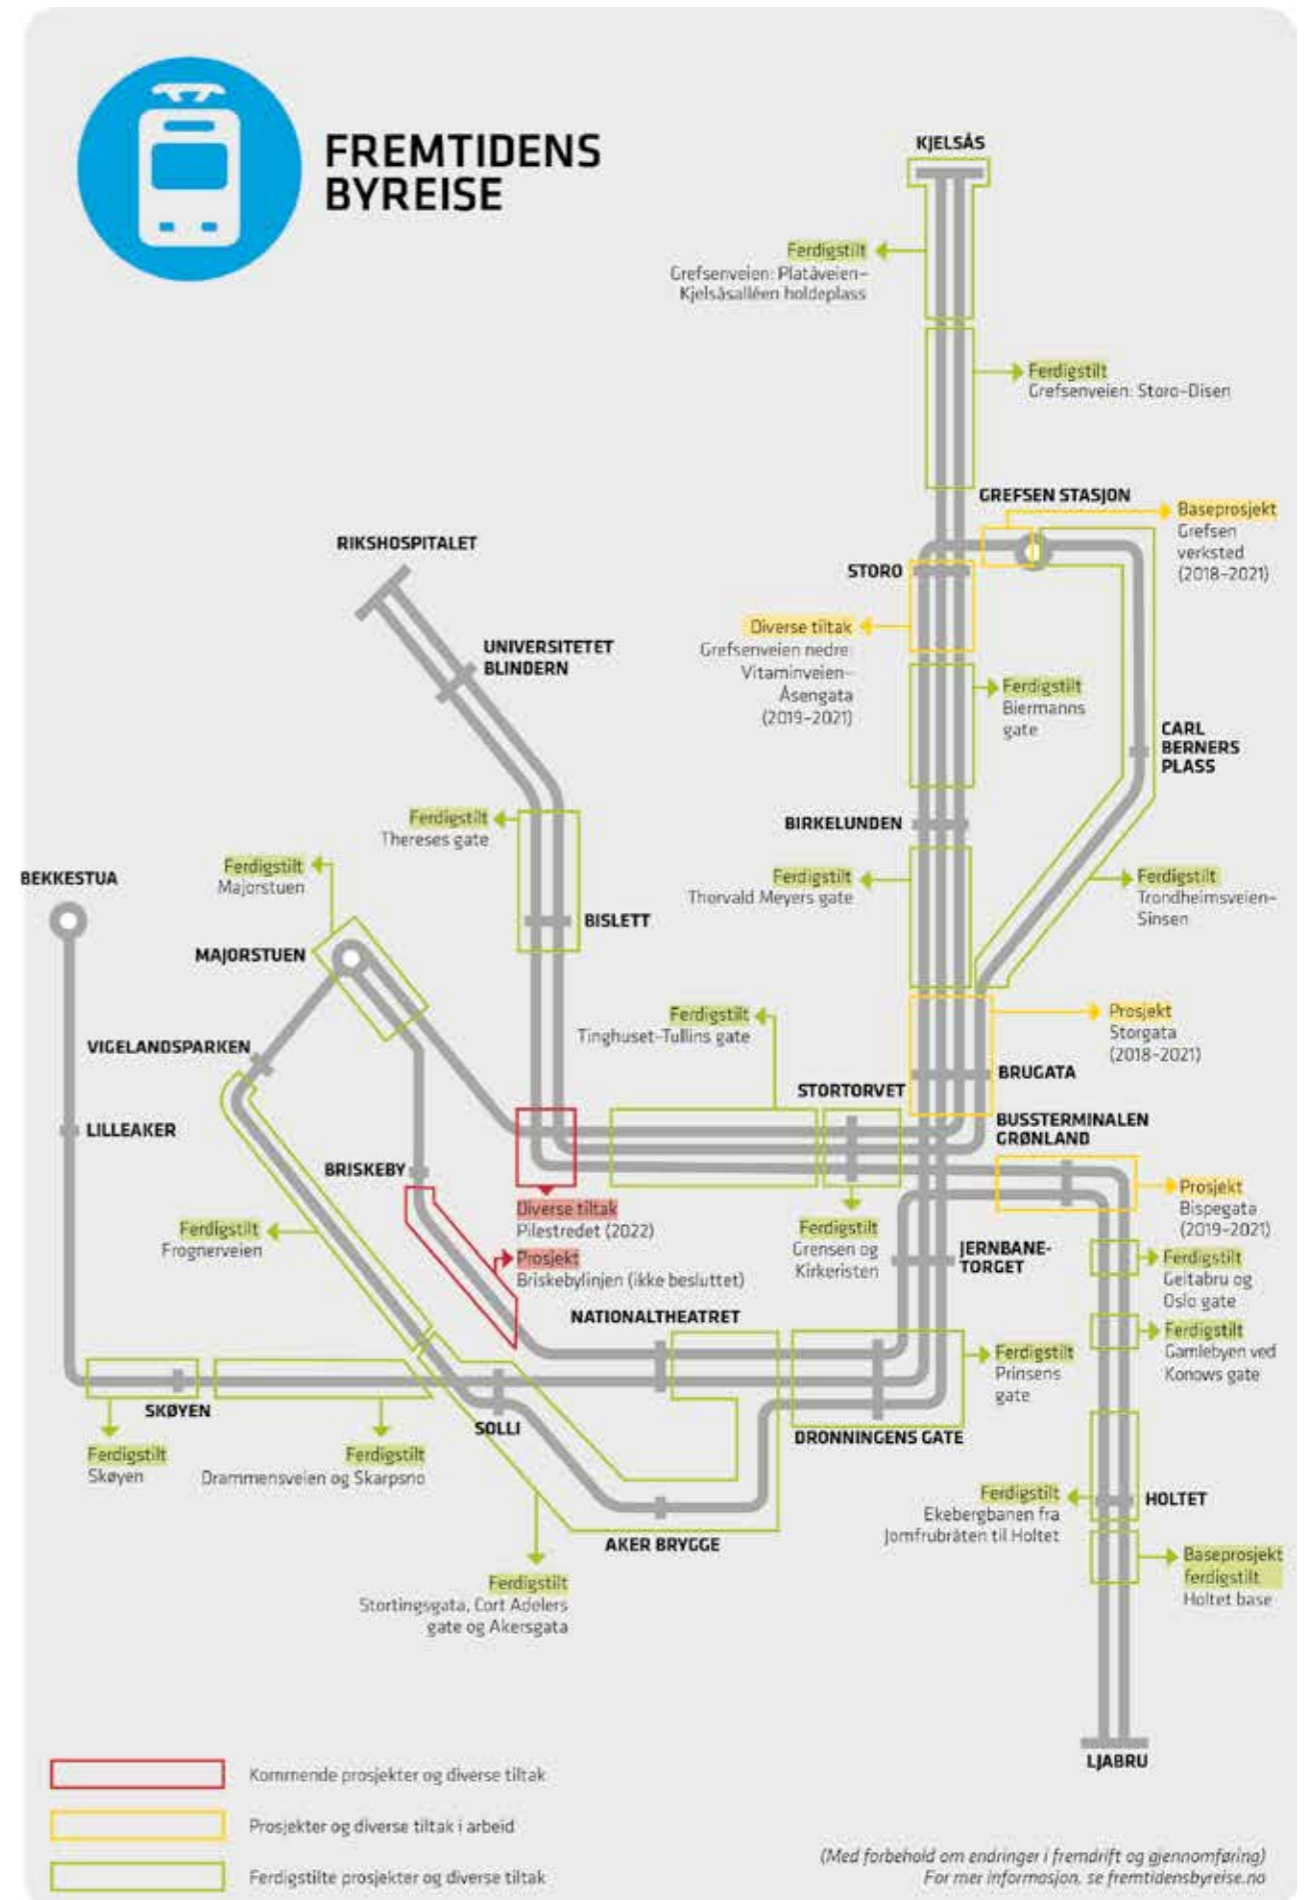 FREMTIDENS
BYREISE
KJELSÅS
Ferdigstilt
Grefsenveien: Platåveien–
Kjelsåsalléen holdeplass
Ferdigstilt
Grefsenveien: Storo–Disen
GREFSEN STASJON
Baseprosjekt
Grefsen
verksted
(2018–2021)
RIKSHOSPITALET
STORO
UNIVERSITETET
BLINDERN
Diverse tiltak
Grefsenveien nedre:
Vitaminveien–
Åsengata
(2019–2021)
Ferdigstilt
Biermanns
gate
CARL
BERNERS
PLASS
Ferdigstilt
Thereses gate
BIRKELUNDEN
Ferdigstilt
Majorstuen
BEKKESTUA
Ferdigstilt
Thorvald Meyers gate
Ferdigstilt
Trondheimsveien–
Sinsen
BISLETT
MAJORSTUEN
Ferdigstilt
Tinghuset–Tullins gate
Prosjekt
Storgata
(2018–2021)
VIGELANDSPARKEN
BRUGATA
STORTORVET
LILLEAKER
BUSSTERMINALEN
GRØNLAND
BRISKEBY
Prosjekt
Bispegata
(2019–2021)
Diverse tiltak
Pilestredet (2022)
Ferdigstilt
Frognerveien
Ferdigstilt
Grensen og
Kirkeristen
JERNBANE-
TORGET
Prosjekt
Briskebylinjen (ikke besluttet)
Ferdigstilt
Geitabru og
Oslo gate
NATIONALTHEATRET
Ferdigstilt
Gamlebyen ved
Konows gate
Ferdigstilt
Prinsens
gate
SKØYEN
SOLLI
DRONNINGENS GATE
Ferdigstilt
Skøyen
Ferdigstilt
Drammensveien og Skarpsno
Ferdigstilt
Ekebergbanen fra
Jomfrubråten til Holtet
HOLTET
AKER BRYGGE
Baseprosjekt
ferdigstilt
Holtet base
Ferdigstilt
Stortingsgata, Cort Adelers
gate og Akersgata
LJABRU
Kommende prosjekter og diverse tiltak
Prosjekter og diverse tiltak i arbeid
Ferdigstilte prosjekter og diverse tiltak
(Med forbehold om endringer i fremdrift og gjennomføring)
For mer informasjon, se fremtidensbyreise.no